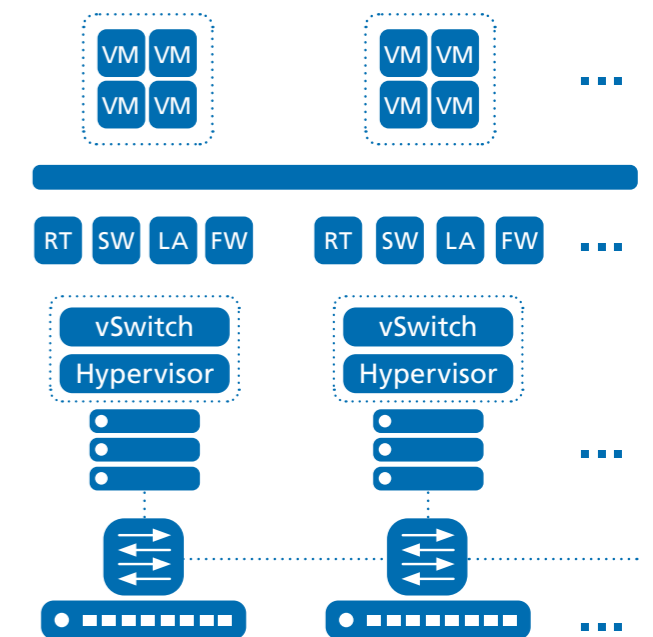 VM VM VM VM
VM VM VM VM
RT SW LA FW RT SW LA FW
vSwitch vSwitch
Hypervisor Hypervisor